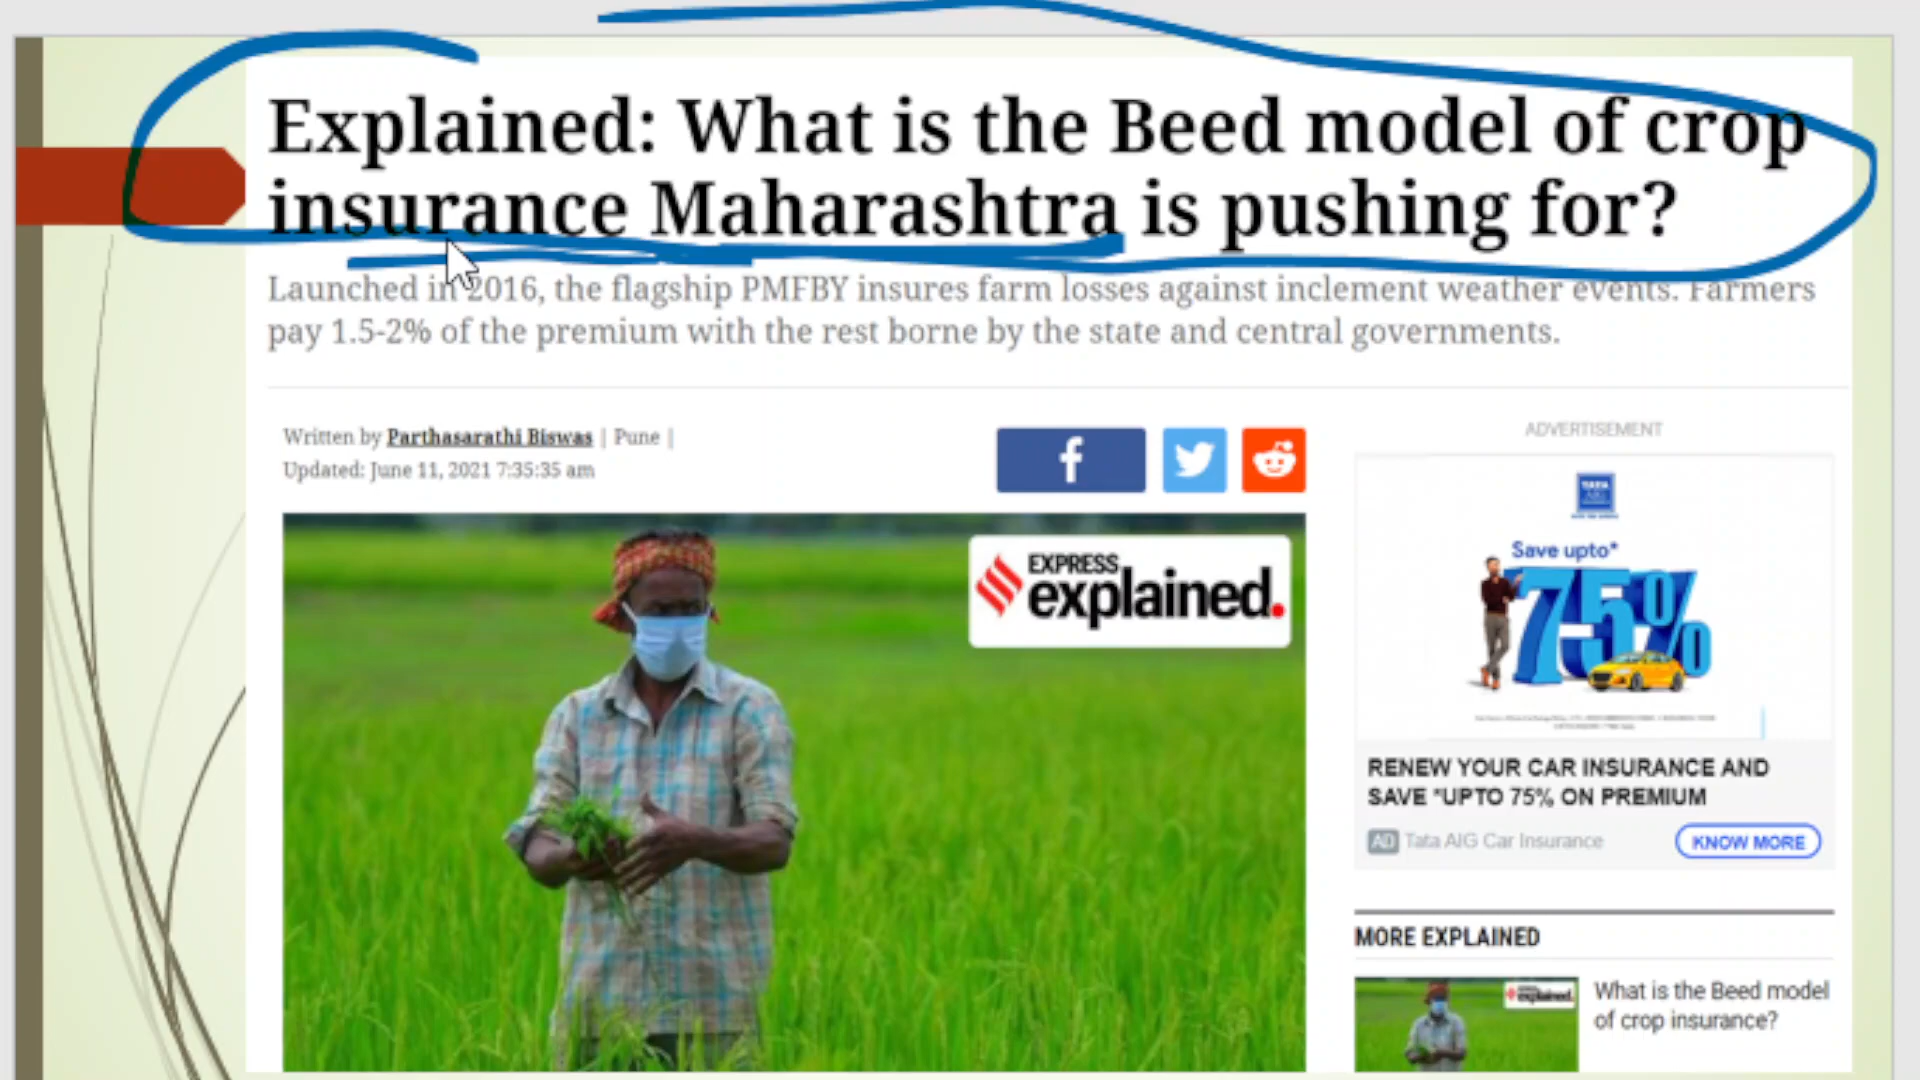 Explained: What is the Beed model of crop
insurance Maharashtra is pushing for?
Launched in 2016, the flagship PMFBY insures farm losses against inclement weather events. Farmers
pay 1.5-2% of the premium with the rest borne by the state and central governments.
Written by Parthasarathi Biswas | Pune |
Updated: June 11, 2021 7:35:35 am
f
EXPRESS
explained.
ADVERTISEMENT
TATA
AIG
Save upto*
75%
RENEW YOUR CAR INSURANCE AND
SAVE *UPTO 75% ON PREMIUM
AD Tata AIG Car Insurance
KNOW MORE
MORE EXPLAINED
explained.
What is the Beed model
of crop insurance?